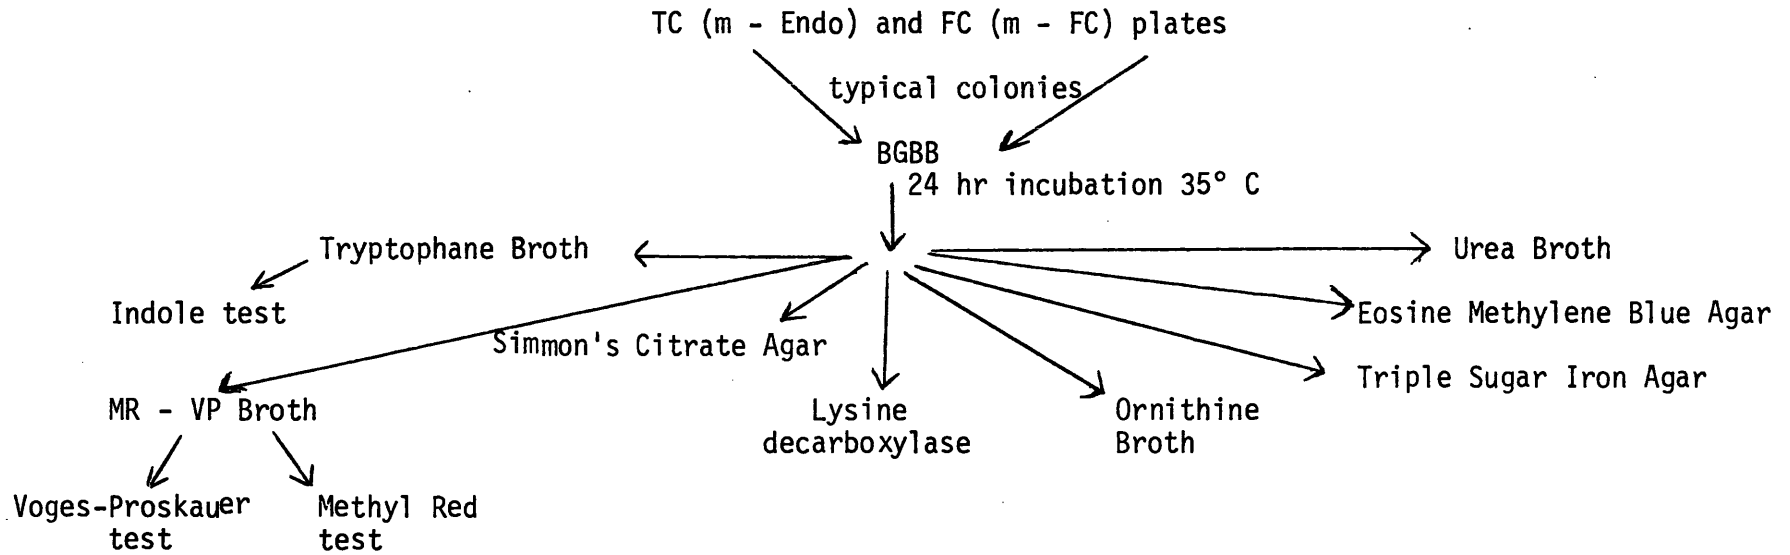 TC (m - Endo) and FC (m - FC) plates
typical colonies
BGBB
24 hr incubation 35° C
Tryptophane Broth
Urea Broth
Indole test
Eosine Methylene Blue Agar
Simmon's Citrate Agar
Triple Sugar Iron Agar
MR - VP Broth
Lysine
decarboxylase
Ornithine
Broth
Voges-Proskauer
test
Methyl Red
test